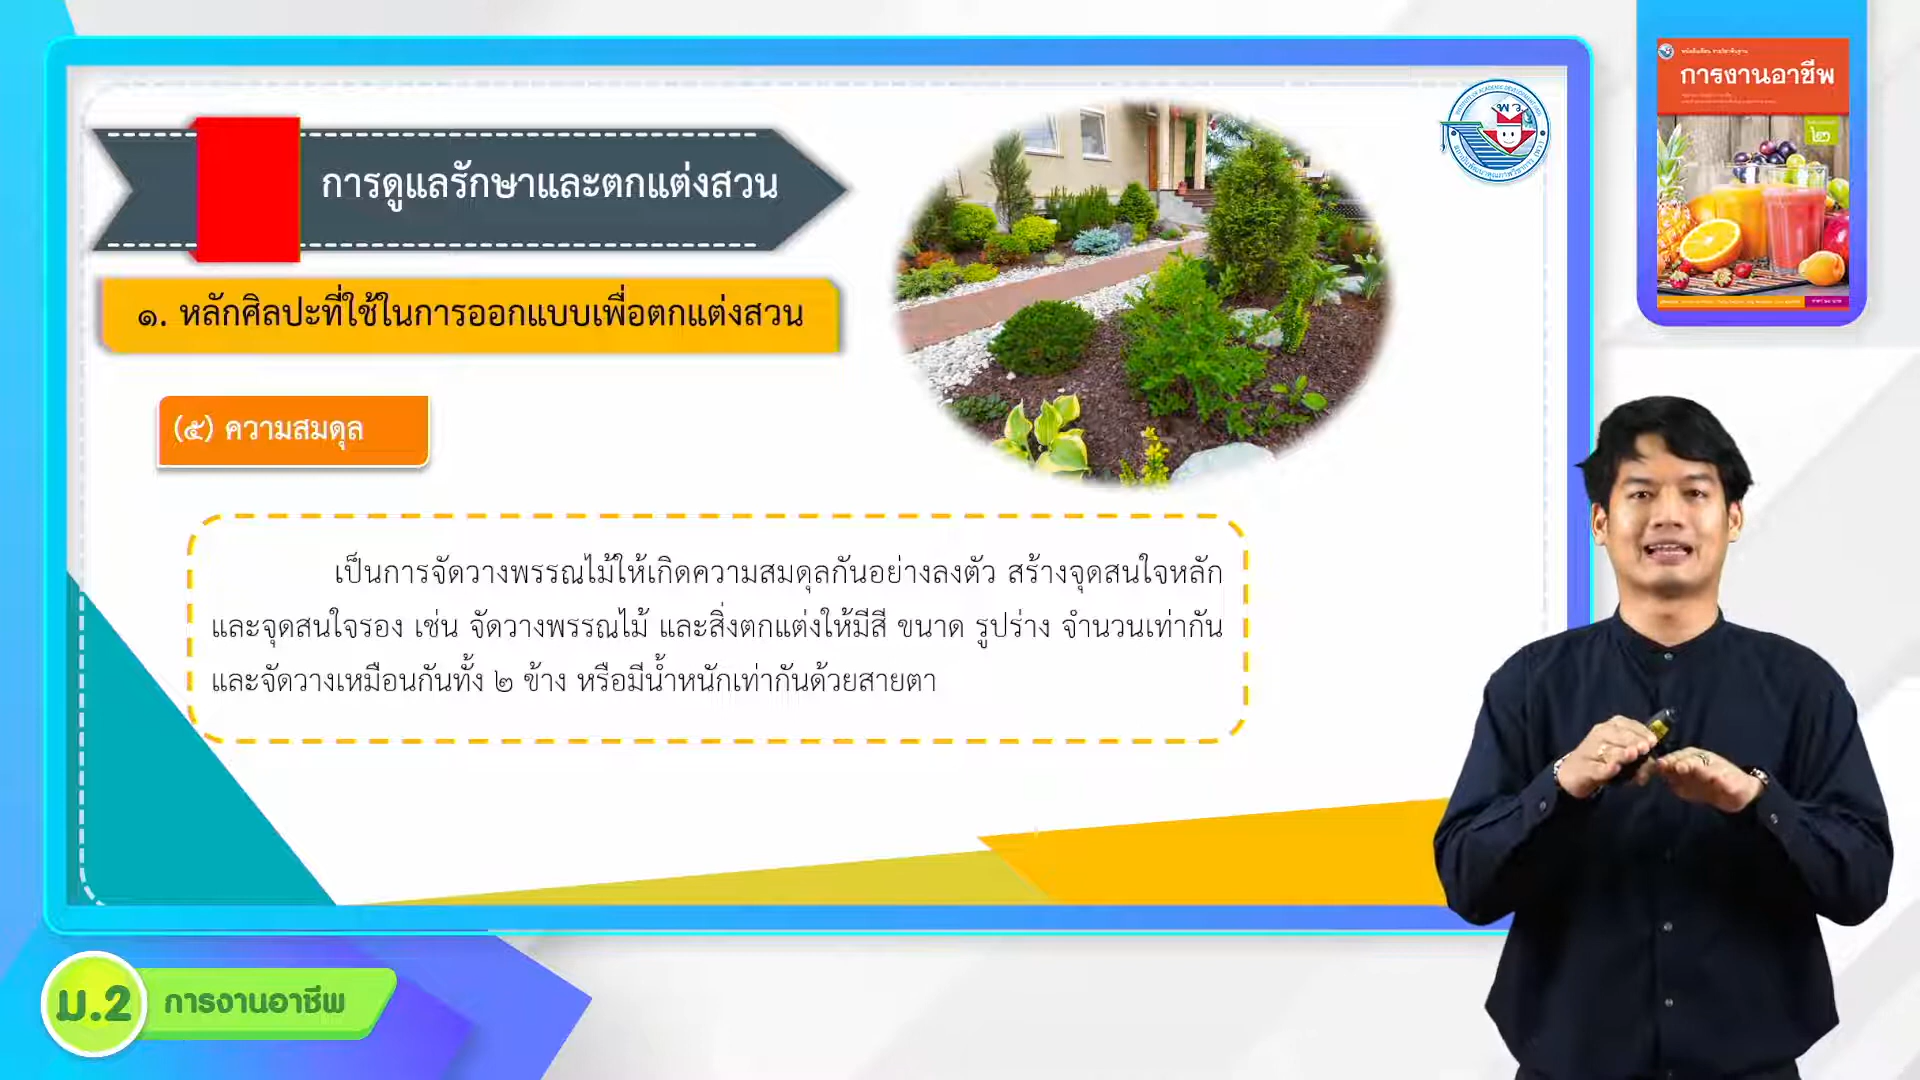 การดูแลรักษาและตกแต่งสวน
๑. หลักศิลปะที่ใช้ในการออกแบบเพื่อตกแต่งสวน
(๕) ความสมดุล
เป็นการจัดวางพรรณไม้ให้เกิดความสมดุลกันอย่างลงตัว สร้างจุดสนใจหลัก
และจุดสนใจรอง เช่น จัดวางพรรณไม้ และสิ่งตกแต่งให้มีสี ขนาด รูปร่าง จำนวนเท่ากัน
และจัดวางเหมือนกันทั้ง ๒ ข้าง หรือมีน้ำหนักเท่ากันด้วยสายตา
พว
การงานอาชีพ
๒
ม.2 การงานอาชีพ